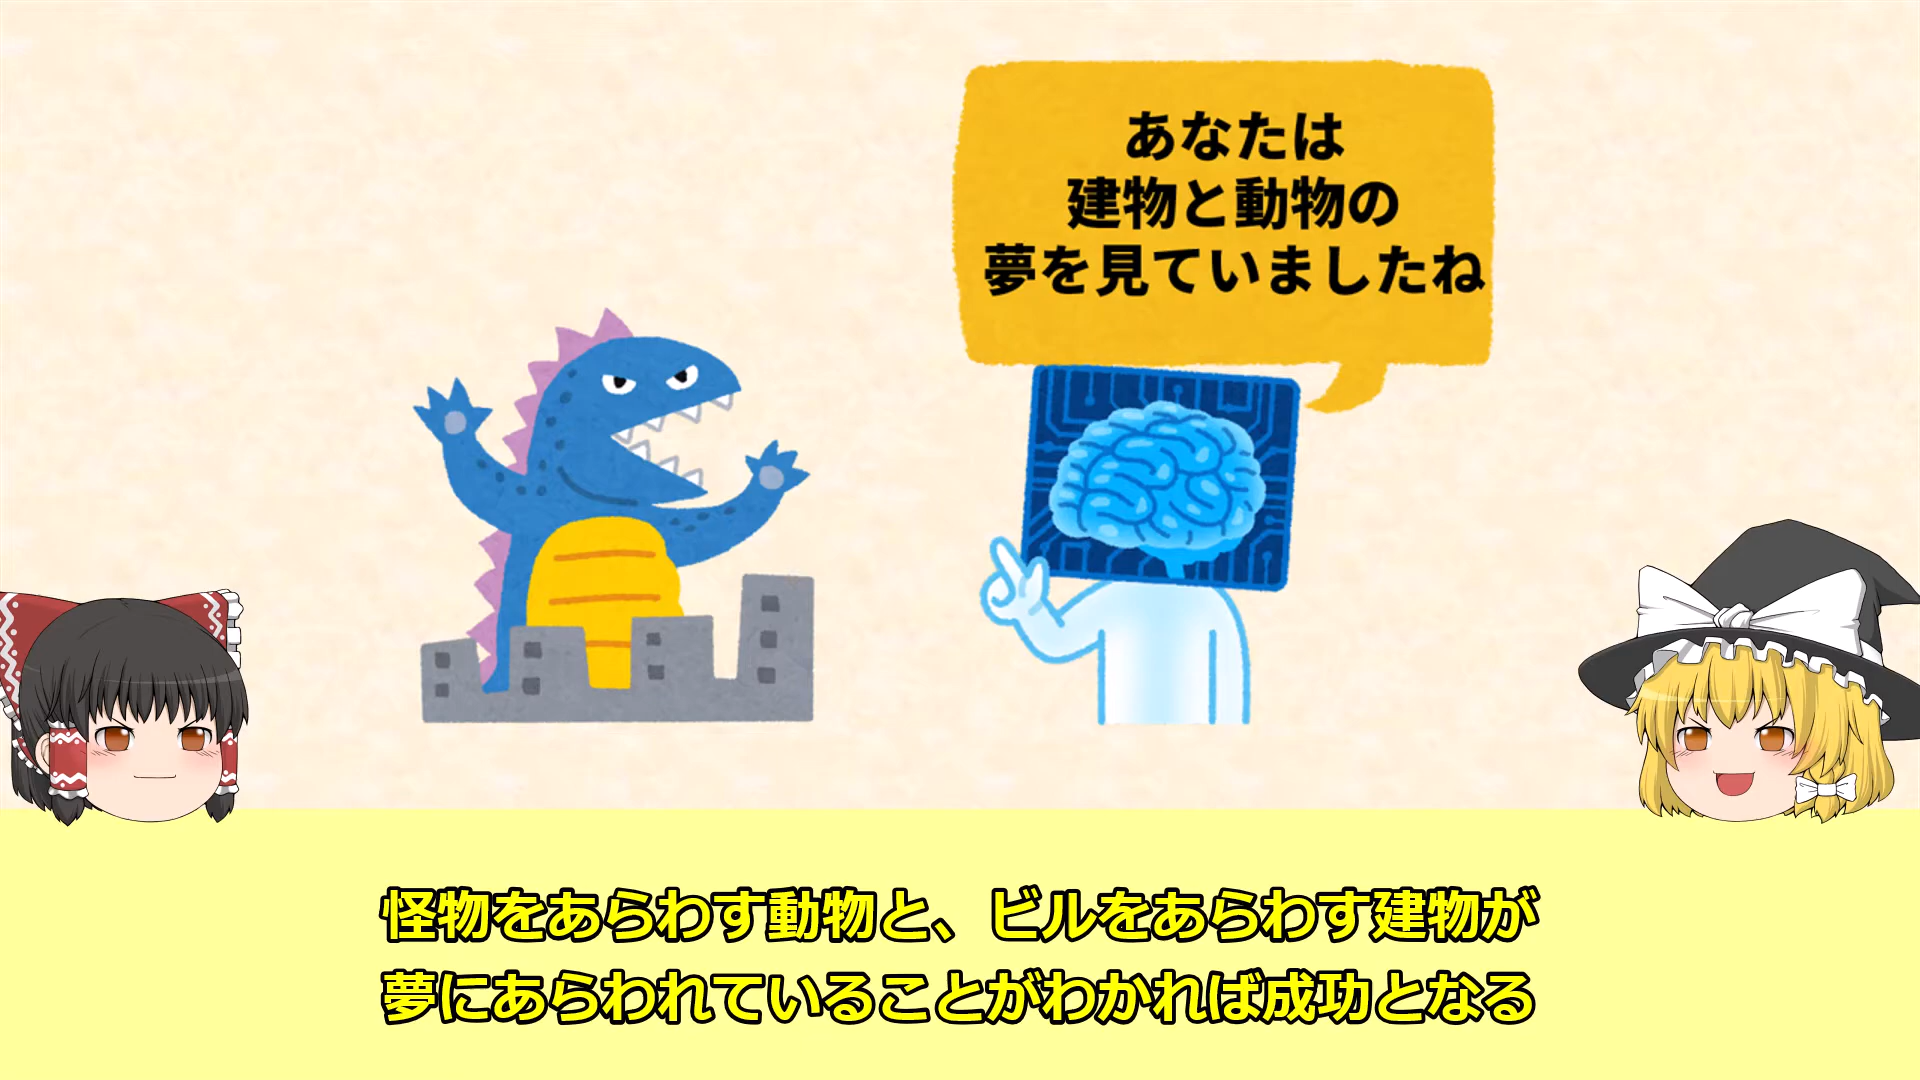 あなたは
建物と動物の
夢を見ていましたね
怪物をあらわす動物と、ビルをあらわす建物が
夢にあらわれていることがわかれば成功となる